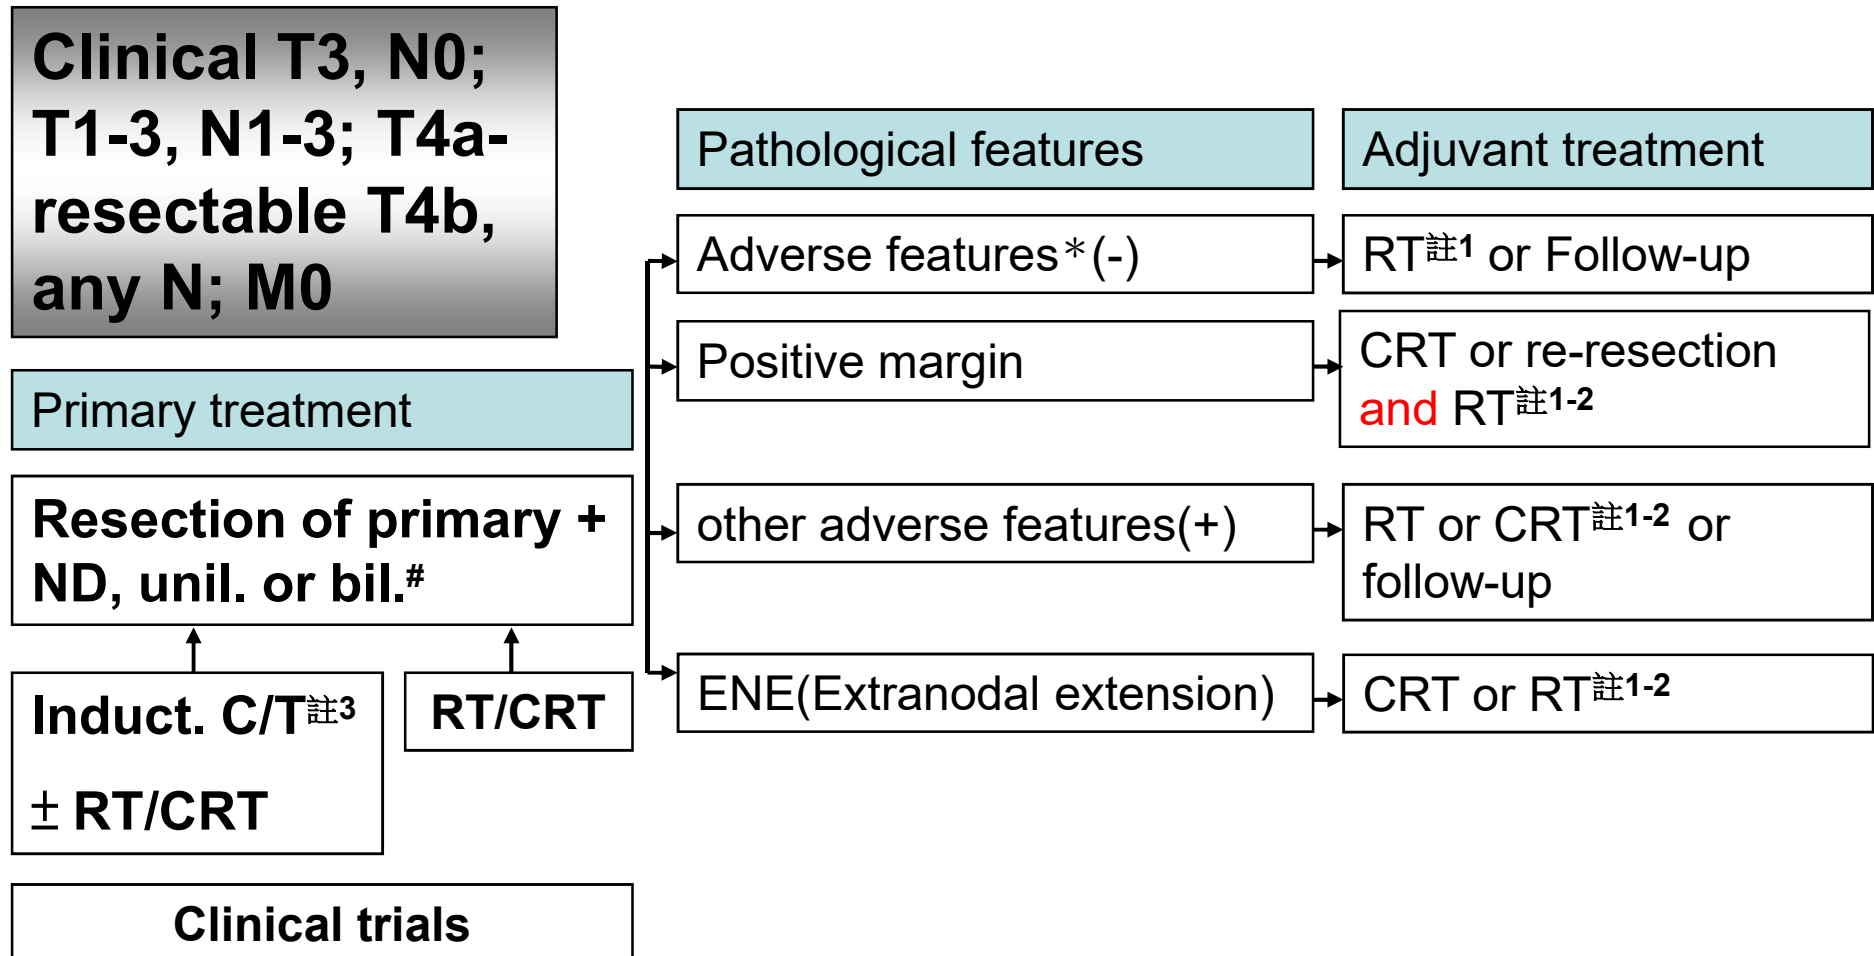 Clinical T3, N0;
T1-3, N1-3; T4a-
resectable T4b,
any N; M0
Primary treatment
Resection of primary +
ND, unil. or bil.#
Induct. C/T註3
± RT/CRT
RT/CRT
Clinical trials
Pathological features
Adjuvant treatment
Adverse features*(-)
RT註1 or Follow-up
Positive margin
CRT or re-resection
and RT註1-2
other adverse features(+)
RT or CRT註1-2 or
follow-up
ENE(Extranodal extension)
CRT or RT註1-2